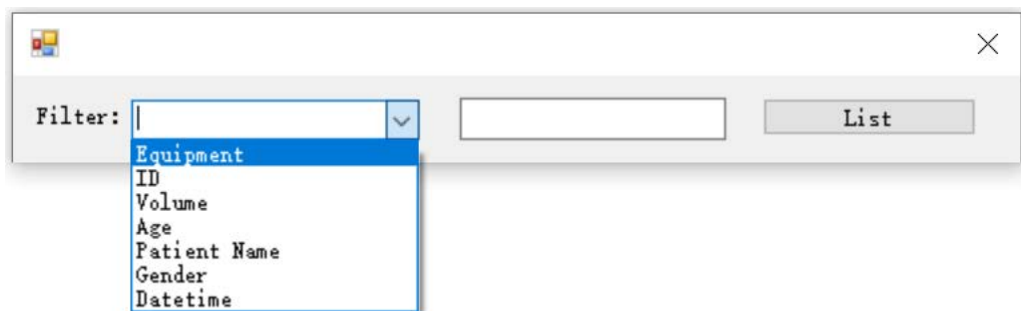 Filter:
List
Equipment
ID
Volume
Age
Patient Name
Gender
Datetime